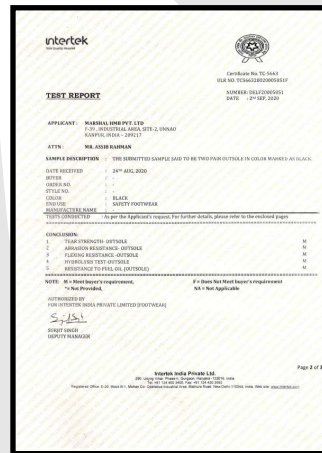 intertek
Total Quality. Assured.
Certificate No. TC-5663
ULR NO. TC566320020005851F
TEST REPORT
NUMBER: DELF20005851
DATE : 2ND SEP, 2020
APPLICANT : MARSHAL HMB PVT. LTD
F-39, INDUSTRIAL AREA, SITE-2, UNNAO
KANPUR, INDIA – 209217
ATTN : MR. ASSIB RAHMAN
SAMPLE DESCRIPTION : THE SUBMITTED SAMPLE SAID TO BE TWO PAIR OUTSOLE IN COLOR MARKED AS BLACK.
DATE RECEIVED : 24TH AUG, 2020
BUYER : -
ORDER NO. : -
STYLE NO. : -
COLOR : BLACK
END USE : SAFETY FOOTWEAR
MANUFACTURE NAME : -
TESTS CONDUCTED : As per the Applicant's request, For further details, please refer to the enclosed pages
CONCLUSION:
1 TEAR STRENGTH- OUTSOLE M
2 ABRASION RESISTANCE- OUTSOLE M
3 FLEXING RESISTANCE -OUTSOLE M
4 HYDROLYSIS TEST-OUTSOLE M
5 RESISTANCE TO FUEL OIL (OUTSOLE) M
NOTE: M = Meet buyer's requirement, F = Does Not Meet buyer's requirement
*= Not Provided, NA = Not Applicable
AUTHORIZED BY
FOR INTERTEK INDIA PRIVATE LIMITED [FOOTWEAR]
SURJIT SINGH
DEPUTY MANAGER
Page 2 of 3
Intertek India Private Ltd.